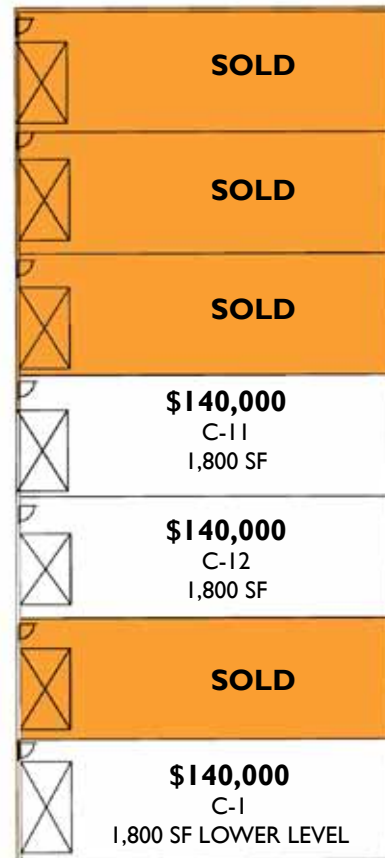 SOLD
SOLD
SOLD
$140,000
C-11
1,800 SF
$140,000
C-12
1,800 SF
SOLD
$140,000
C-1
1,800 SF LOWER LEVEL